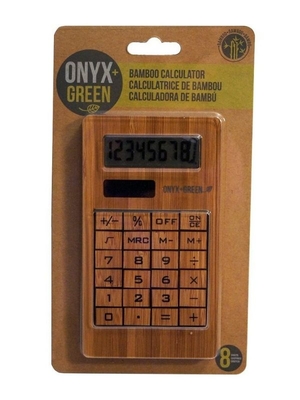 ONYX+
GREEN
BAMBOO CALCULATOR
CALCULATRICE DE BAMBOU
CALCULADORA DE BAMBÚ
12345678
ONYX+GREEN
+/- % OFF ON/CE
√ MRC M- M+
7 8 9 ÷
4 5 6 ×
1 2 3 -
0 . = +
8